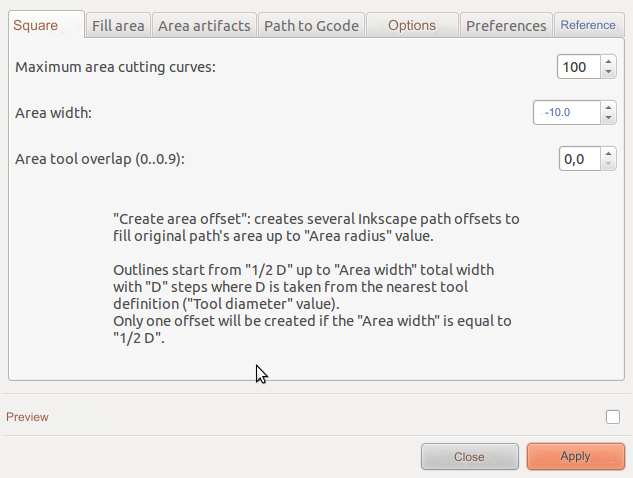 Square Fill area Area artifacts Path to Gcode Options Preferences Reference
Maximum area cutting curves: 100
Area width: -10.0
Area tool overlap (0..0.9): 0,0
"Create area offset": creates several Inkscape path offsets to
fill original path's area up to "Area radius" value.
Outlines start from "1/2 D" up to "Area width" total width
with "D" steps where D is taken from the nearest tool
definition ("Tool diameter" value).
Only one offset will be created if the "Area width" is equal to
"1/2 D".
Preview
Close Apply